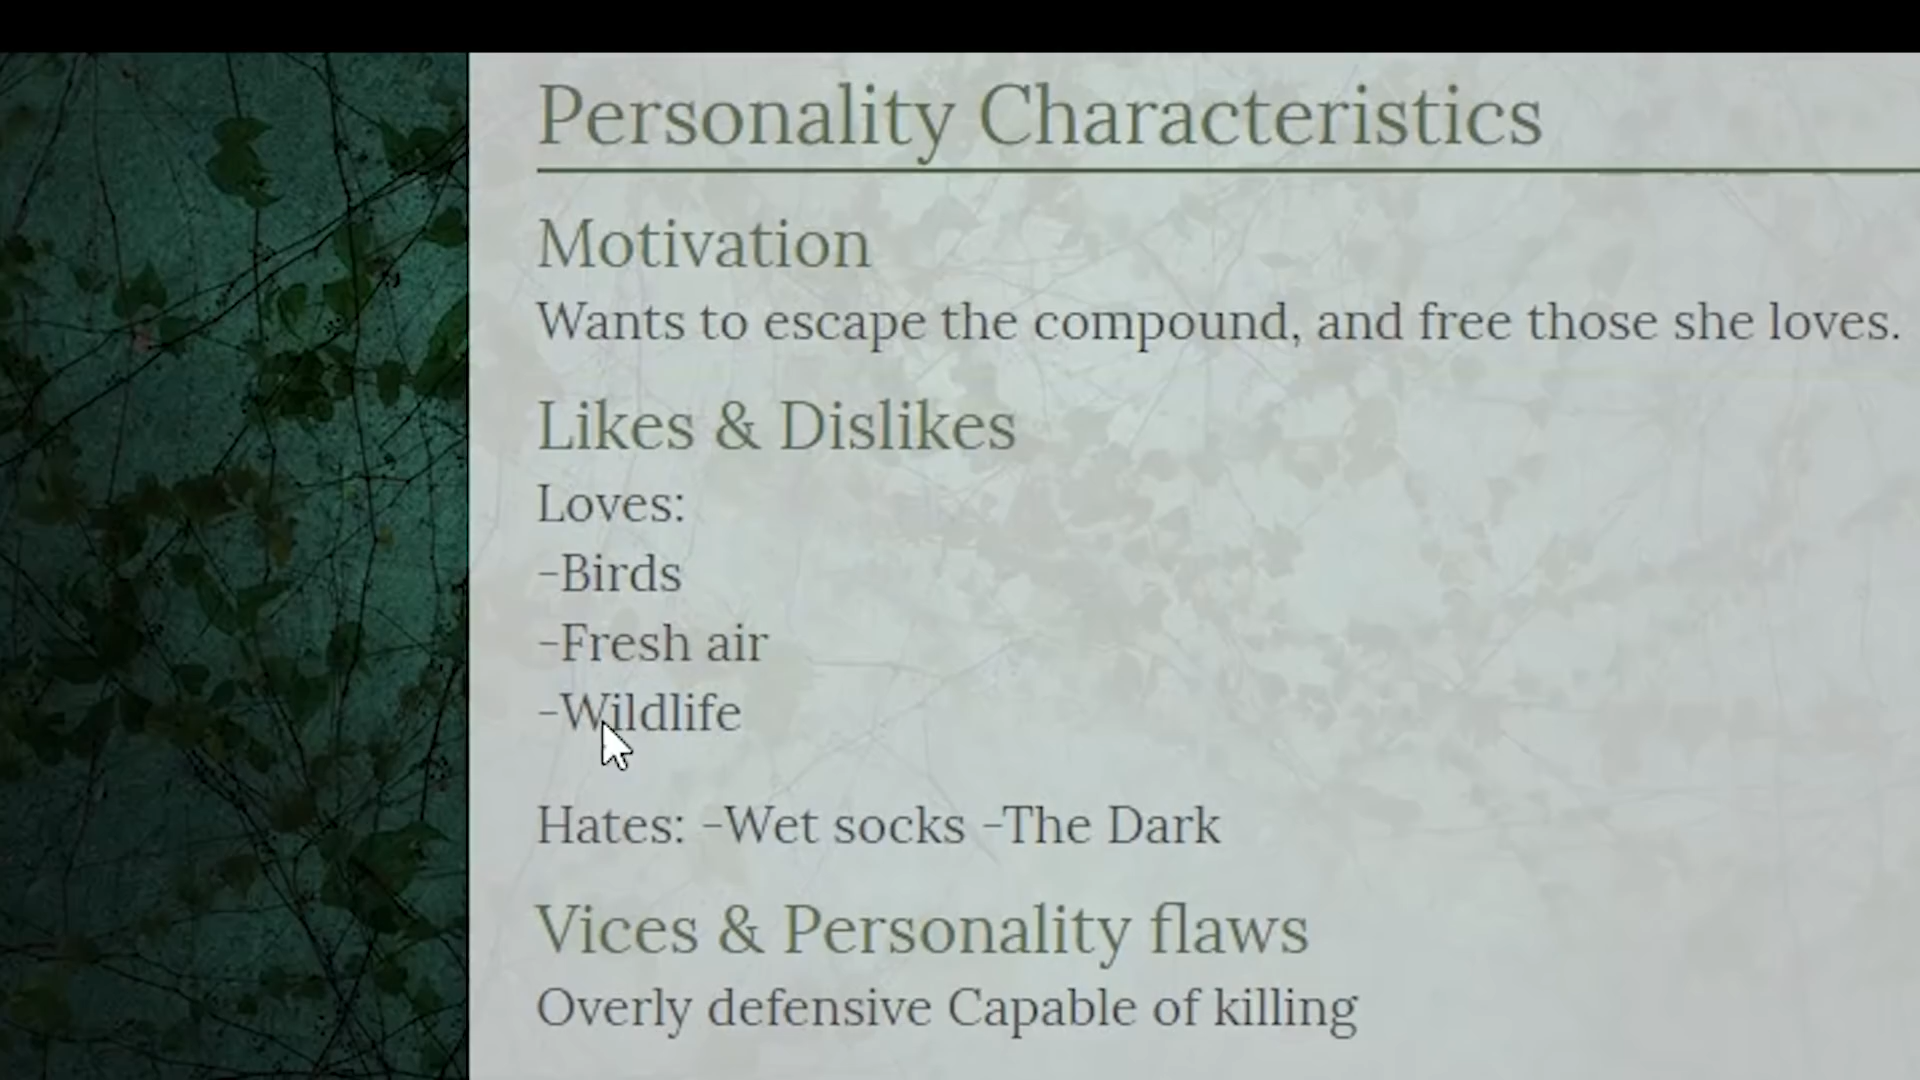 Personality Characteristics
Motivation
Wants to escape the compound, and free those she loves.
Likes & Dislikes
Loves:
-Birds
-Fresh air
-Wildlife
Hates: -Wet socks -The Dark
Vices & Personality flaws
Overly defensive Capable of killing